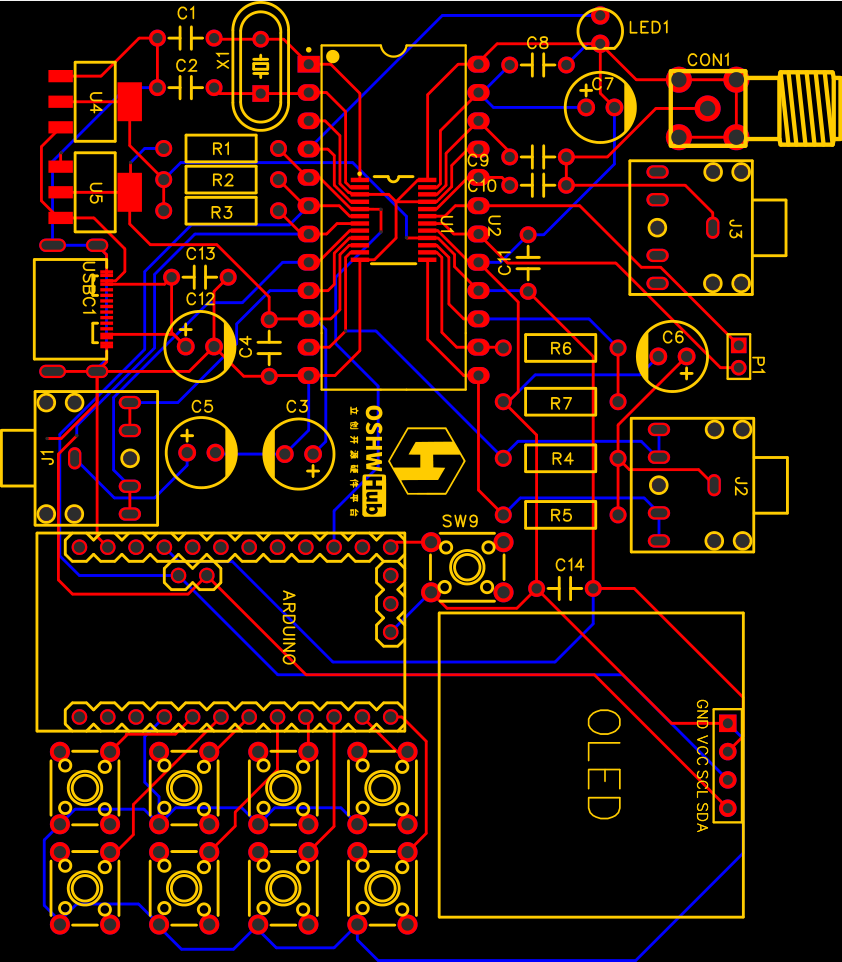 C1
C2
X1
U4
U5
R1
R2
R3
C8
LED1
C7
CON1
C9
C10
U1
U2
C11
J3
USBC1
C13
C12
C4
R6
C6
P1
R7
J1
C5
C3
OSHW Hub
立创开源硬件平台
R4
J2
R5
SW9
C14
ARDUINO
OLED
GND VCC SCL SDA